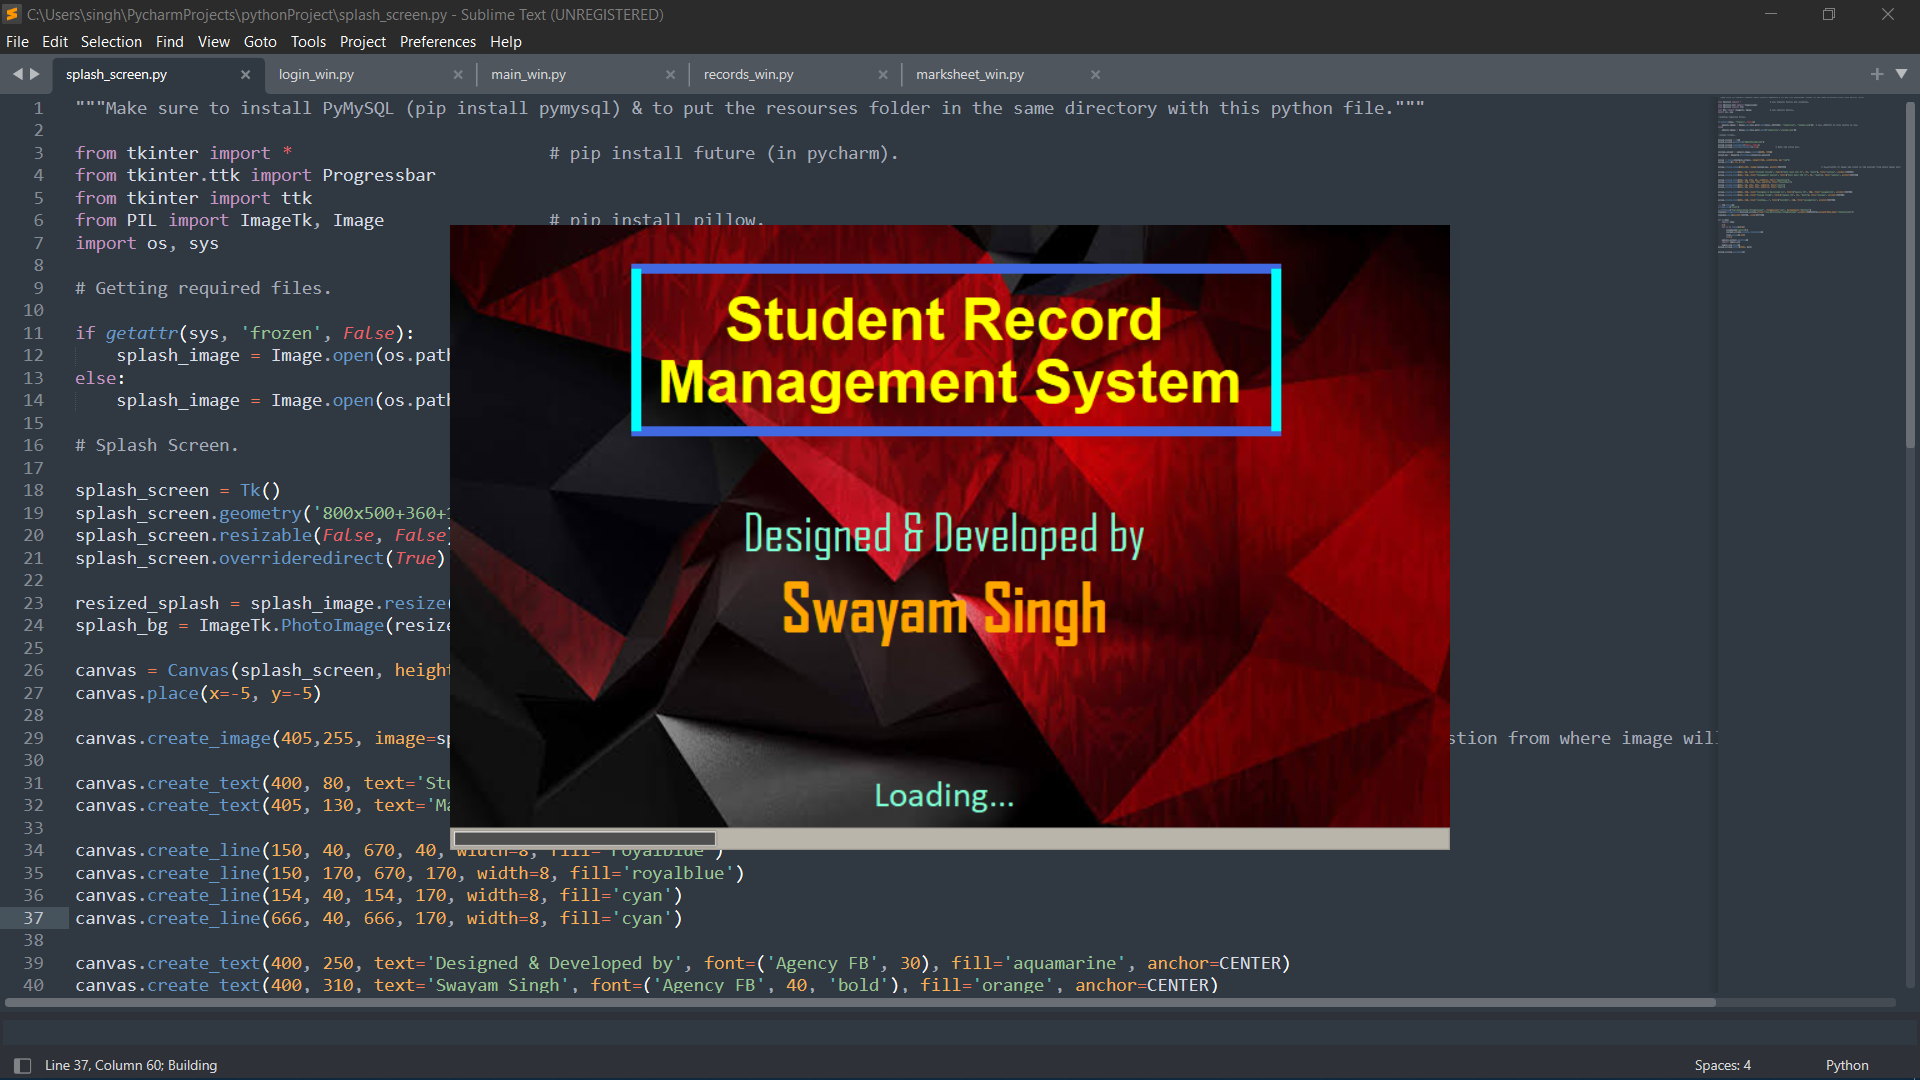 C:\Users\singh\PycharmProjects\pythonProject\splash_screen.py - Sublime Text (UNREGISTERED)
File Edit Selection Find View Goto Tools Project Preferences Help
splash_screen.py login_win.py main_win.py records_win.py marksheet_win.py
1 """Make sure to install PyMySQL (pip install pymysql) & to put the resourses folder in the same directory with this python file."""
2
3 from tkinter import * # pip install future (in pycharm).
4 from tkinter.ttk import Progressbar
5 from tkinter import ttk
6 from PIL import ImageTk, Image # pip install pillow.
7 import os, sys
8
9 # Getting required files.
10
11 if getattr(sys, 'frozen', False):
12 splash_image = Image.open(os.path
13 else:
14 splash_image = Image.open(os.path
15
16 # Splash Screen.
17
18 splash_screen = Tk()
19 splash_screen.geometry('800x500+360+
20 splash_screen.resizable(False, False)
21 splash_screen.overrideredirect(True)
22
23 resized_splash = splash_image.resize(
24 splash_bg = ImageTk.PhotoImage(resize
25
26 canvas = Canvas(splash_screen, height
27 canvas.place(x=-5, y=-5)
28
29 canvas.create_image(405,255, image=sp stion from where image wil
30
31 canvas.create_text(400, 80, text='Stu
32 canvas.create_text(405, 130, text='Ma
33
34 canvas.create_line(150, 40, 670, 40, width=8, fill='royalblue')
35 canvas.create_line(150, 170, 670, 170, width=8, fill='royalblue')
36 canvas.create_line(154, 40, 154, 170, width=8, fill='cyan')
37 canvas.create_line(666, 40, 666, 170, width=8, fill='cyan')
38
39 canvas.create_text(400, 250, text='Designed & Developed by', font=('Agency FB', 30), fill='aquamarine', anchor=CENTER)
40 canvas.create_text(400, 310, text='Swayam Singh', font=('Agency FB', 40, 'bold'), fill='orange', anchor=CENTER)
Student Record
Management System
Designed & Developed by
Swayam Singh
Loading...
Line 37, Column 60; Building Spaces: 4 Python